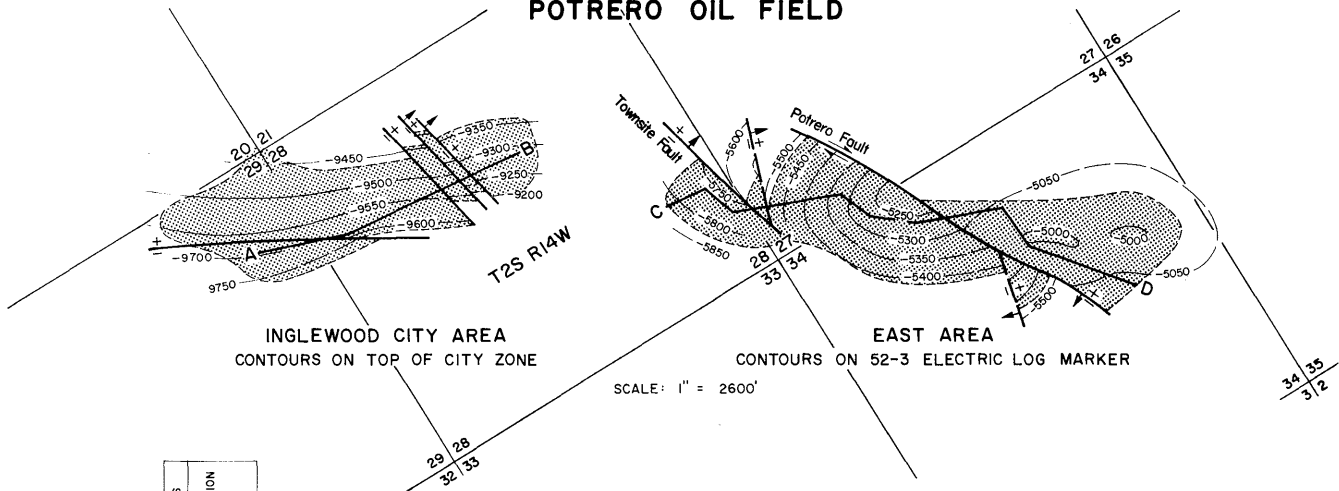 POTRERO OIL FIELD
20 21
29 28
27 26
34 35
Townsite Fault
Potrero Fault
-9450
-9350
-9300
-9250
-9200
-9500
-9550
-9600
-9700
9750
A
B
T2S R14W
-5600
-5500
-5450
-5750
-5800
-5850
C
-5250
-5300
-5350
-5400
-5050
-5000
-5000
-5050
-5500
D
28 27
33 34
INGLEWOOD CITY AREA
CONTOURS ON TOP OF CITY ZONE
EAST AREA
CONTOURS ON 52-3 ELECTRIC LOG MARKER
SCALE: 1" = 2600'
34 35
3 2
29 28
32 33